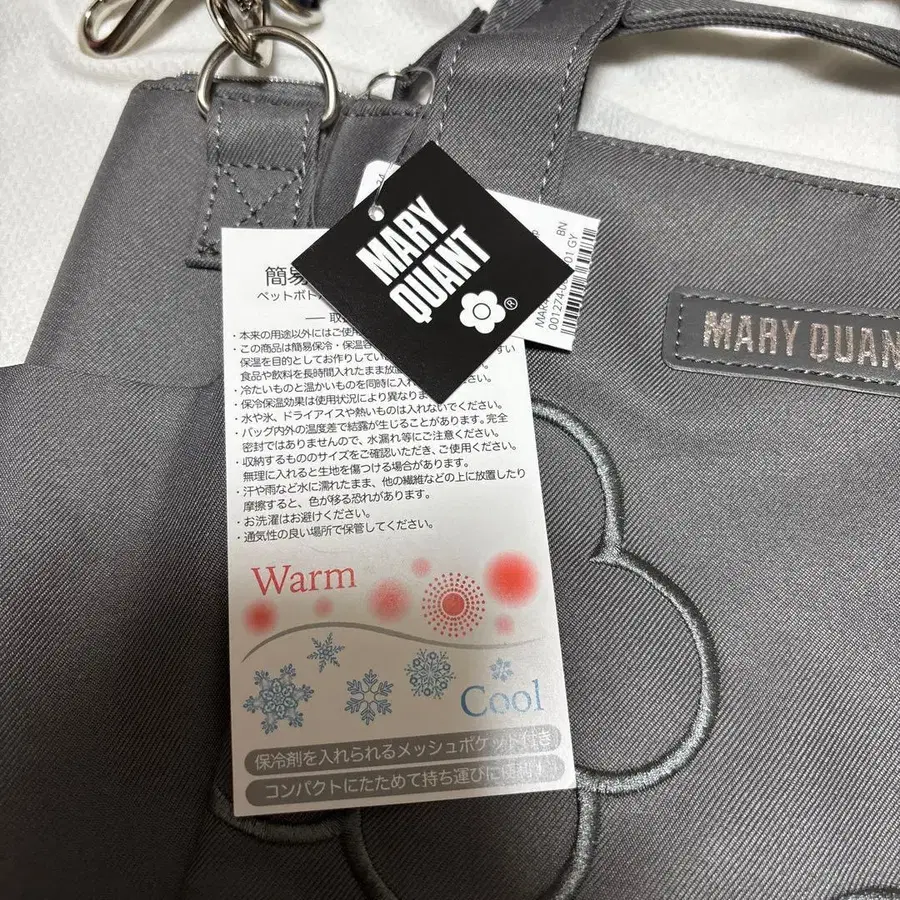 MARY
QUANT
®
BN
01 GY
001274-0
MAR
MARY QUAN
簡易
ペットボト
・本来の用途以外にはご使用
・この商品は簡易保冷・保温
保温を目的としてお作りしてい
食品や飲料を長時間入れたまま放
・冷たいものと温かいものを同時に入れ
せん。
・保冷保温効果は使用状況により異なりま
・水や氷、ドライアイスや熱いものは入れないでください。
・バッグ内外の温度差で結露が生じることがあります。完全
密封ではありませんので、水漏れ等にご注意ください。
・収納するもののサイズをご確認いただき、ご使用ください。
無理に入れると生地を傷つける場合があります。
・汗や雨など水に濡れたまま、他の繊維などの上に放置したり
摩擦すると、色が移る恐れがあります。
・お洗濯はお避けください。
・通気性の良い場所で保管してください。
Warm
Cool
保冷剤を入れられるメッシュポケット付き
コンパクトにたためて持ち運びに便利!